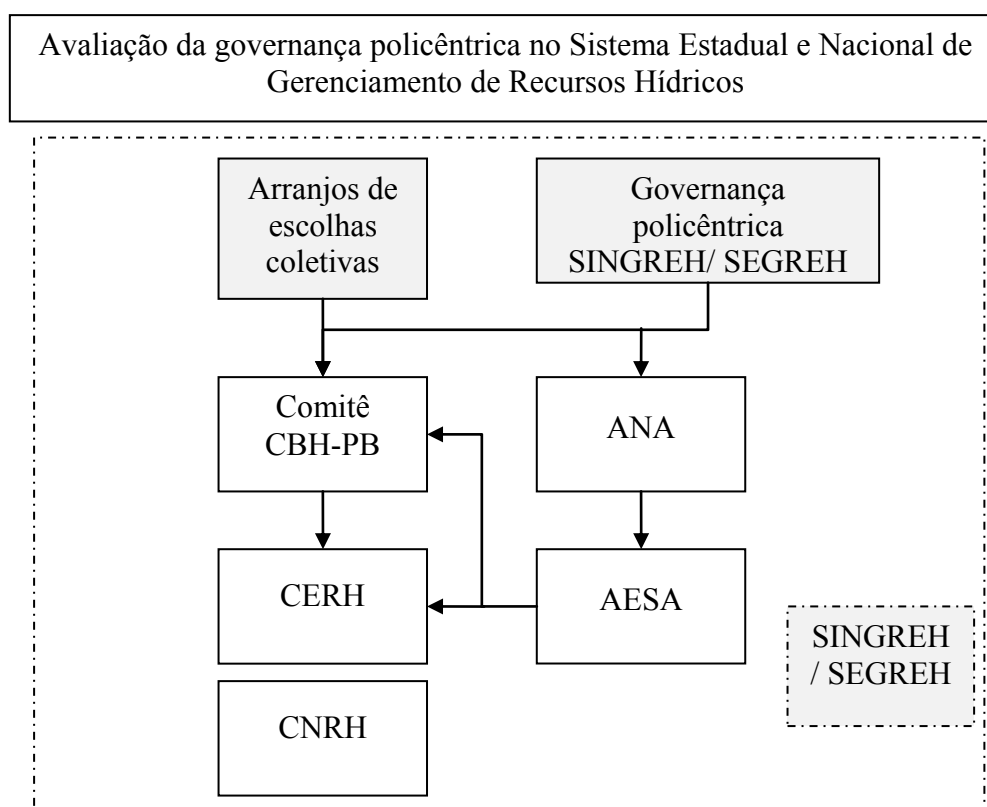 Avaliação da governança policêntrica no Sistema Estadual e Nacional de
Gerenciamento de Recursos Hídricos
Arranjos de
escolhas
coletivas
Governança
policêntrica
SINGREH/ SEGREH
Comitê
CBH-PB
ANA
CERH
AESA
SINGREH
/ SEGREH
CNRH